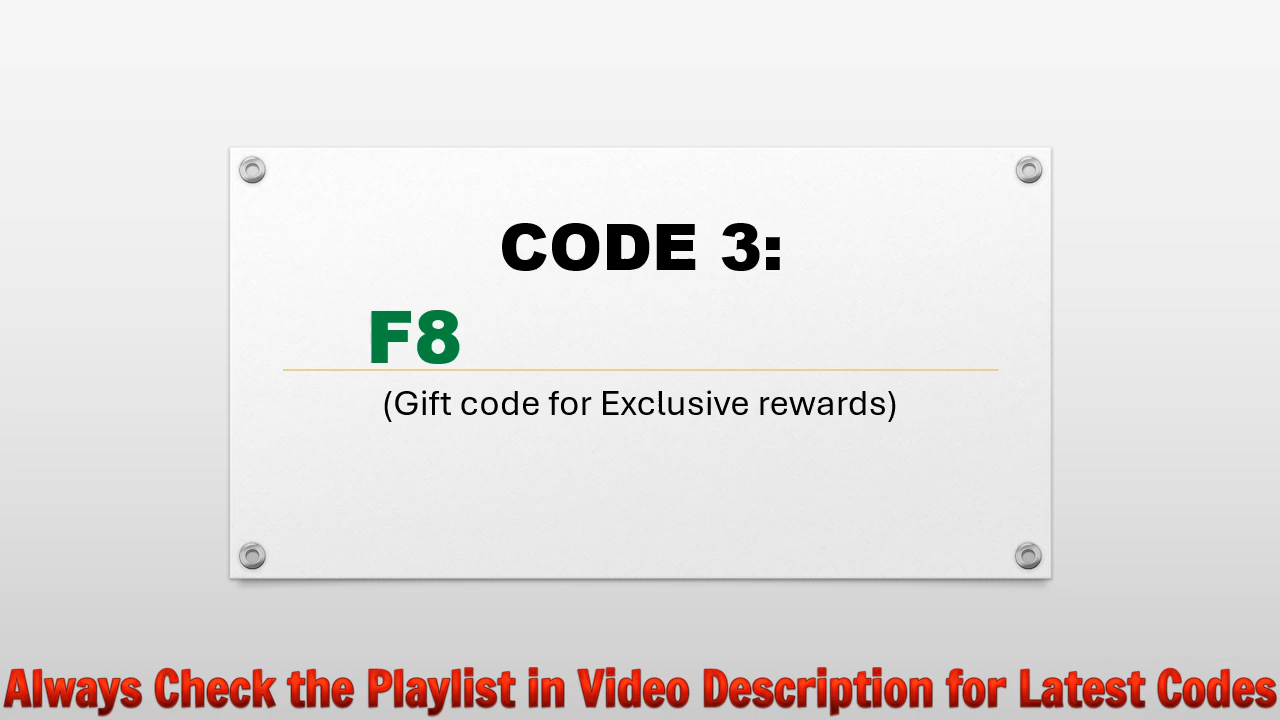 CODE 3:
F8
(Gift code for Exclusive rewards)
Always Check the Playlist in Video Description for Latest Codes